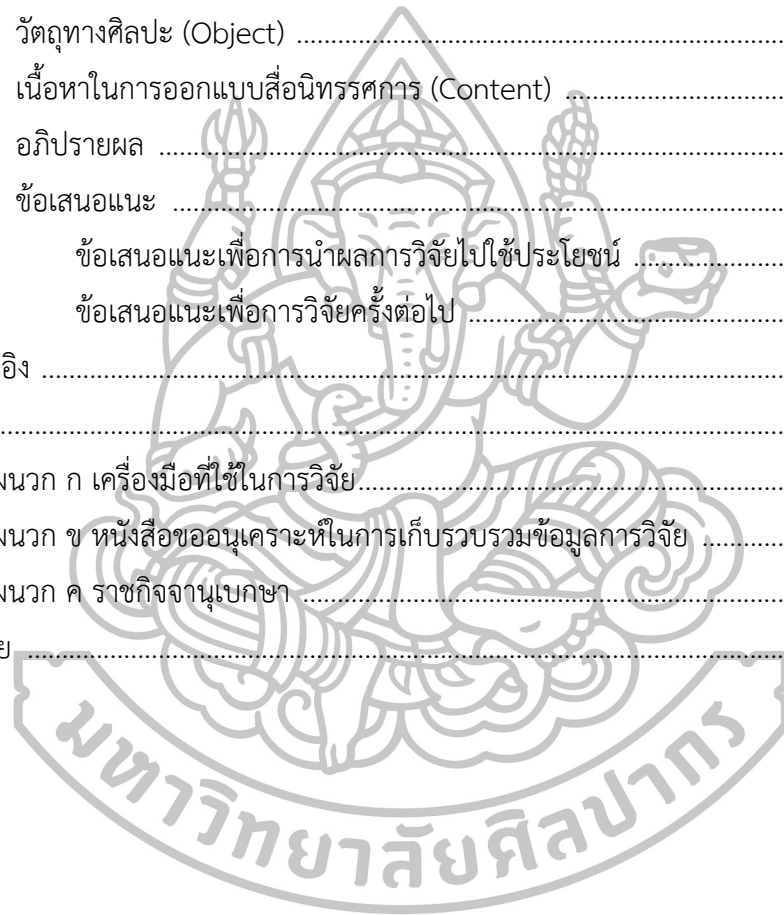 วัตถุทางศิลปะ (Object) ........................................................................
เนื้อหาในการออกแบบสื่อนิทรรศการ (Content) ................................
อภิปรายผล ...........................................................................................
ข้อเสนอแนะ .........................................................................................
ข้อเสนอแนะเพื่อการนำผลการวิจัยไปใช้ประโยชน์ ......................
ข้อเสนอแนะเพื่อการวิจัยครั้งต่อไป ..............................................
อิง ...............................................................................................................
.....................................................................................................................
นวก ก เครื่องมือที่ใช้ในการวิจัย..............................................................
นวก ข หนังสือขออนุเคราะห์ในการเก็บรวบรวมข้อมูลการวิจัย ............
นวก ค ราชกิจจานุเบกษา ......................................................................
ย ................................................................................................................
มหาวิทยาลัยศิลปากร